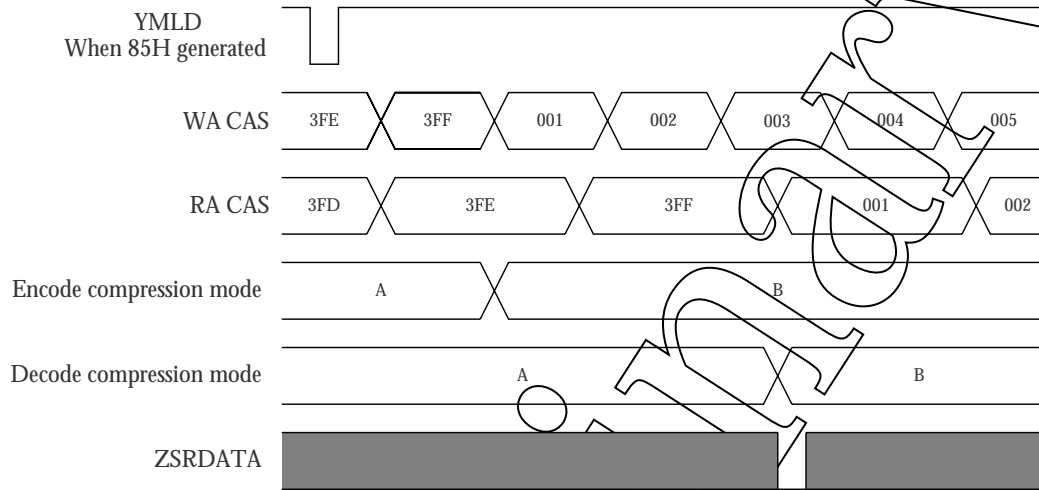 YMLD
When 85H generated
WA CAS 3FE 3FF 001 002 003 004 005
RA CAS 3FD 3FE 3FF 001 002
Encode compression mode A B
Decode compression mode A B
ZSRDATA